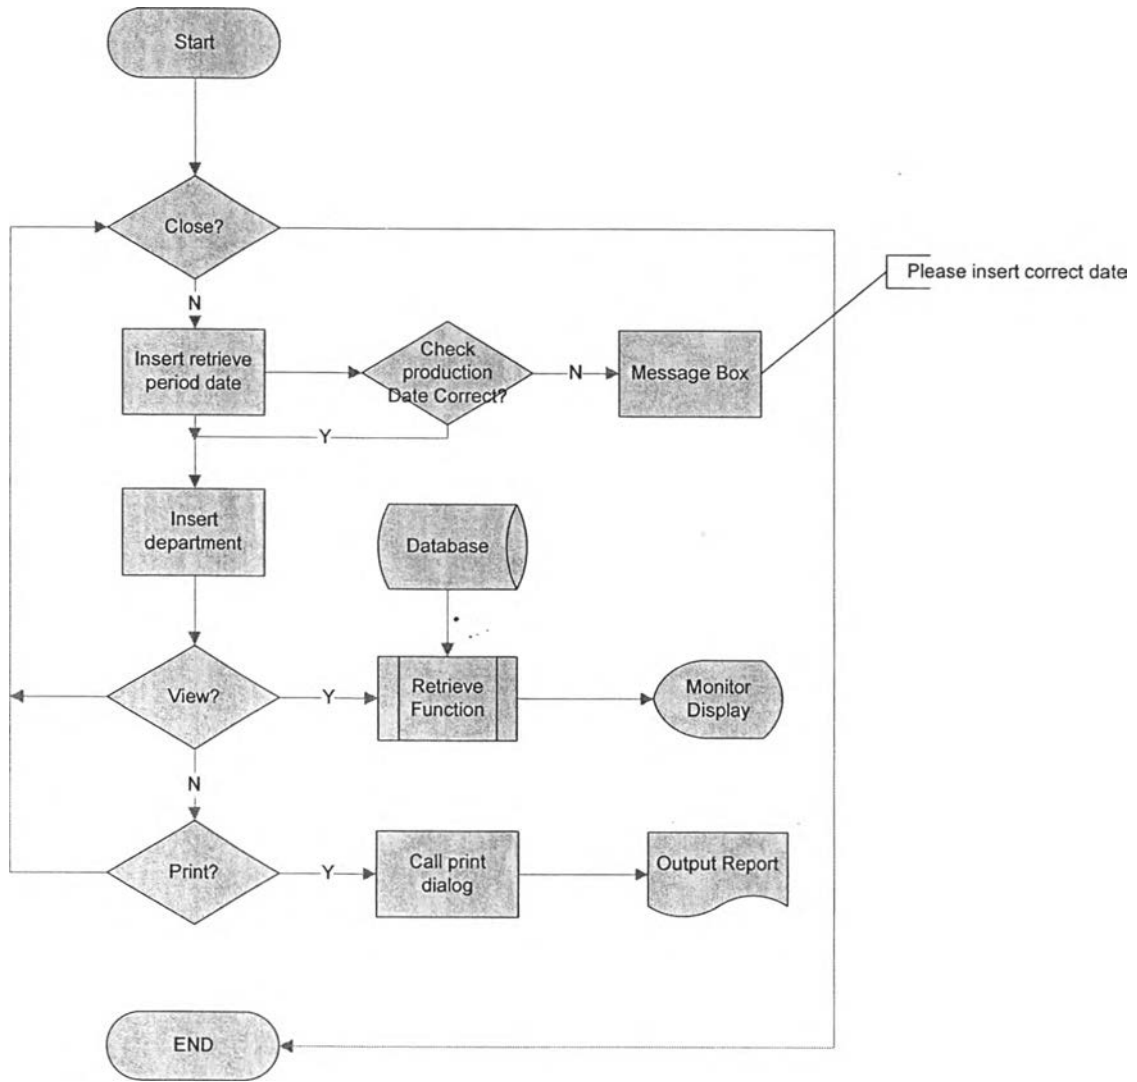 Start
Close?
N
Insert retrieve
period date
Check
production
Date Correct?
N
Message Box
Please insert correct date
Y
Insert
department
Database
View?
Y
Retrieve
Function
Monitor
Display
N
Print?
Y
Call print
dialog
Output Report
END